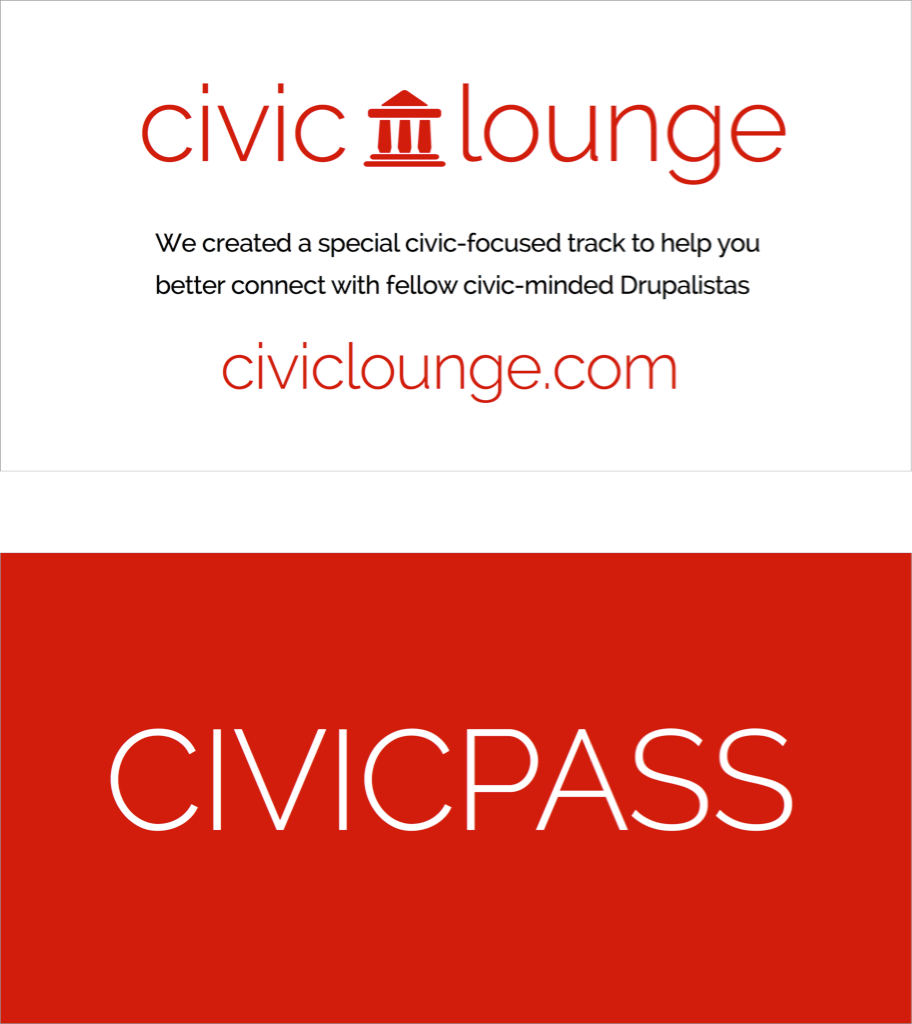 civic lounge
We created a special civic-focused track to help you
better connect with fellow civic-minded Drupalistas
civiclounge.com
CIVICPASS